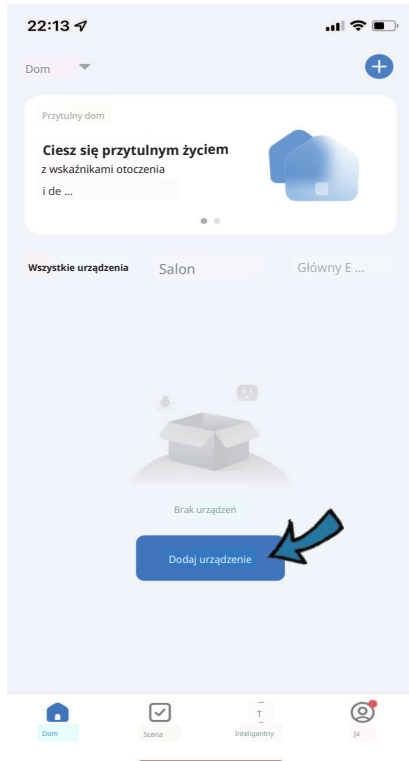 22:13
Dom
Przytulny dom
Ciesz się przytulnym życiem
z wskaźnikami otoczenia
i de ...
Wszystkie urządzenia
Salon
Główny E ...
Brak urządzeń
Dodaj urządzenie
T
Dom
Scena
Inteligentny
Ja